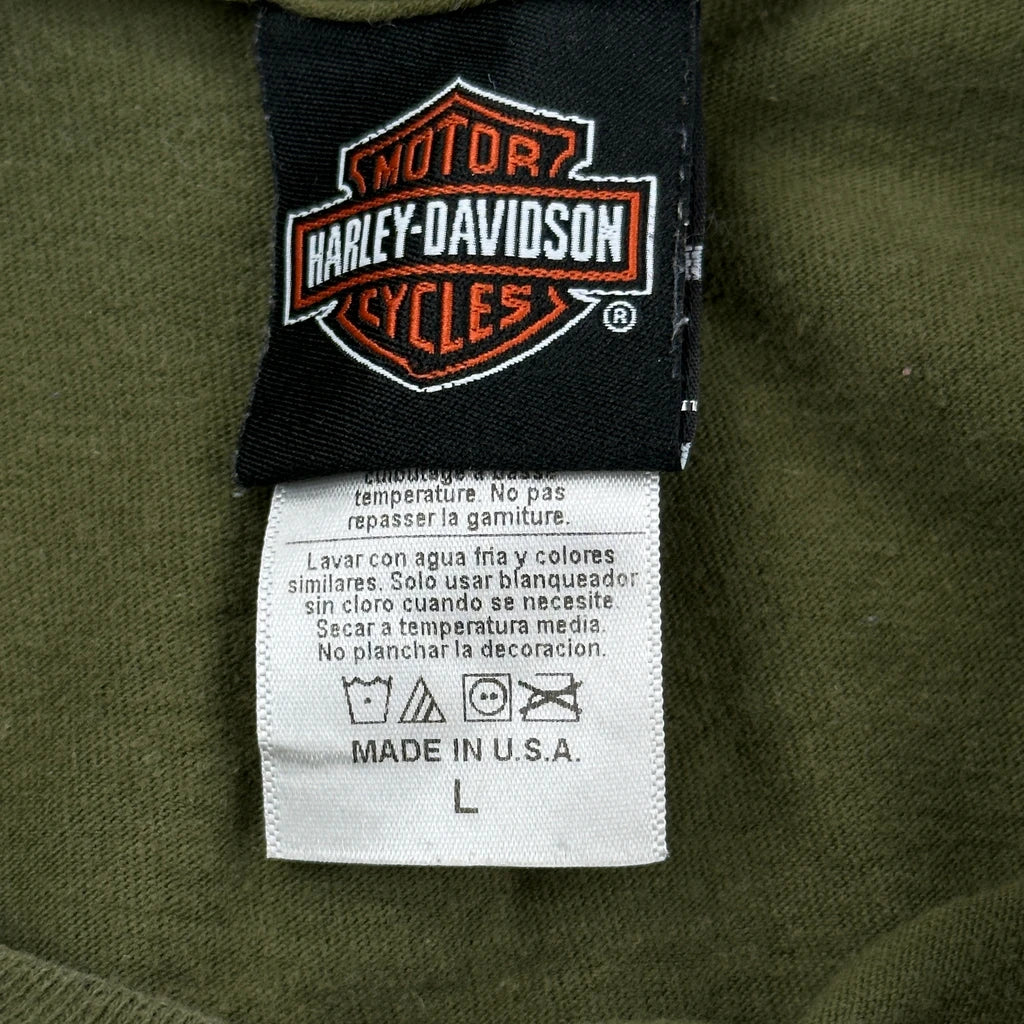 MOTOR
HARLEY-DAVIDSON
CYCLES
®
temperature. No pas
repasser la garniture.
Lavar con agua fria y colores
similares. Solo usar blanqueador
sin cloro cuando se necesite.
Secar a temperatura media.
No planchar la decoracion.
MADE IN U.S.A.
L